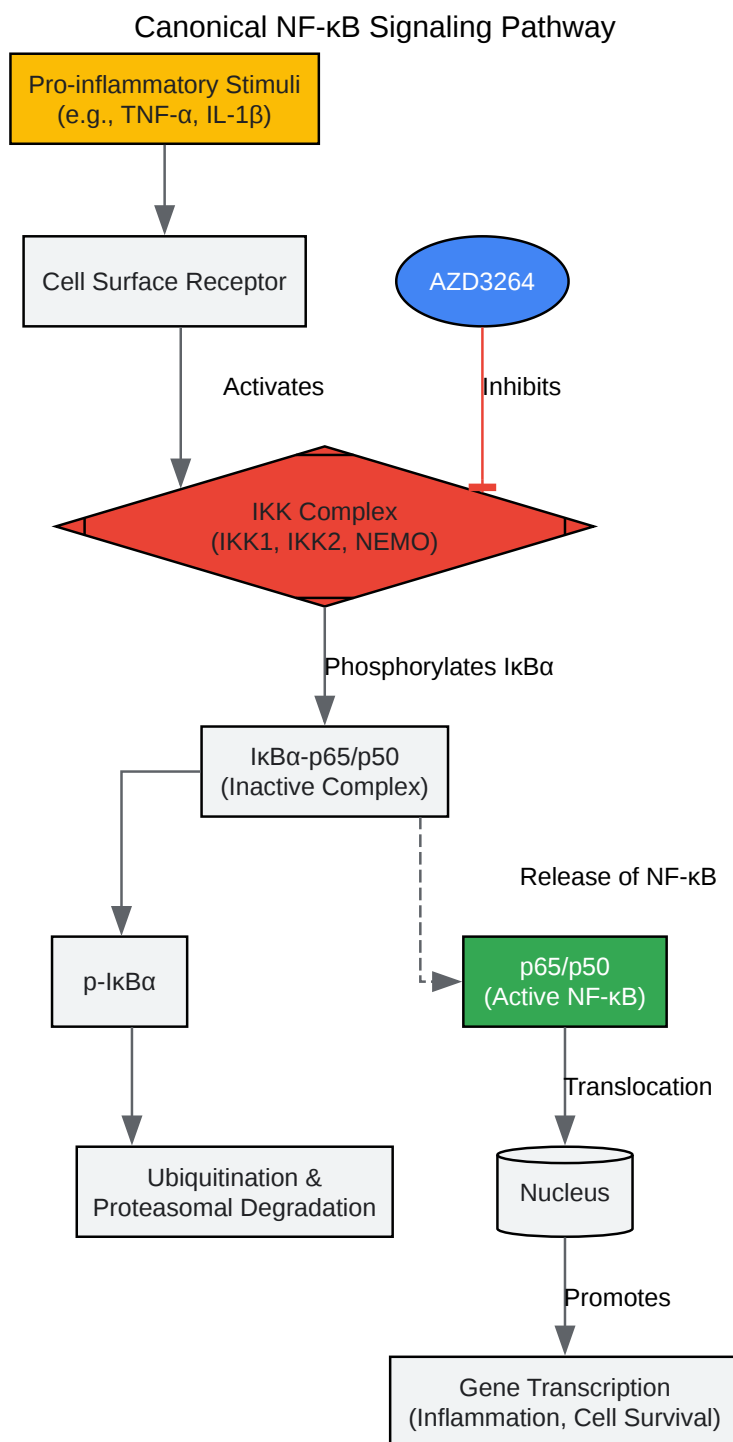 Canonical NF-κB Signaling Pathway
Pro-inflammatory Stimuli
(e.g., TNF-α, IL-1β)
Cell Surface Receptor
AZD3264
Activates
Inhibits
IKK Complex
(IKK1, IKK2, NEMO)
Phosphorylates IκBα
IκBα-p65/p50
(Inactive Complex)
Release of NF-κB
p-IκBα
p65/p50
(Active NF-κB)
Translocation
Ubiquitination &
Proteasomal Degradation
Nucleus
Promotes
Gene Transcription
(Inflammation, Cell Survival)